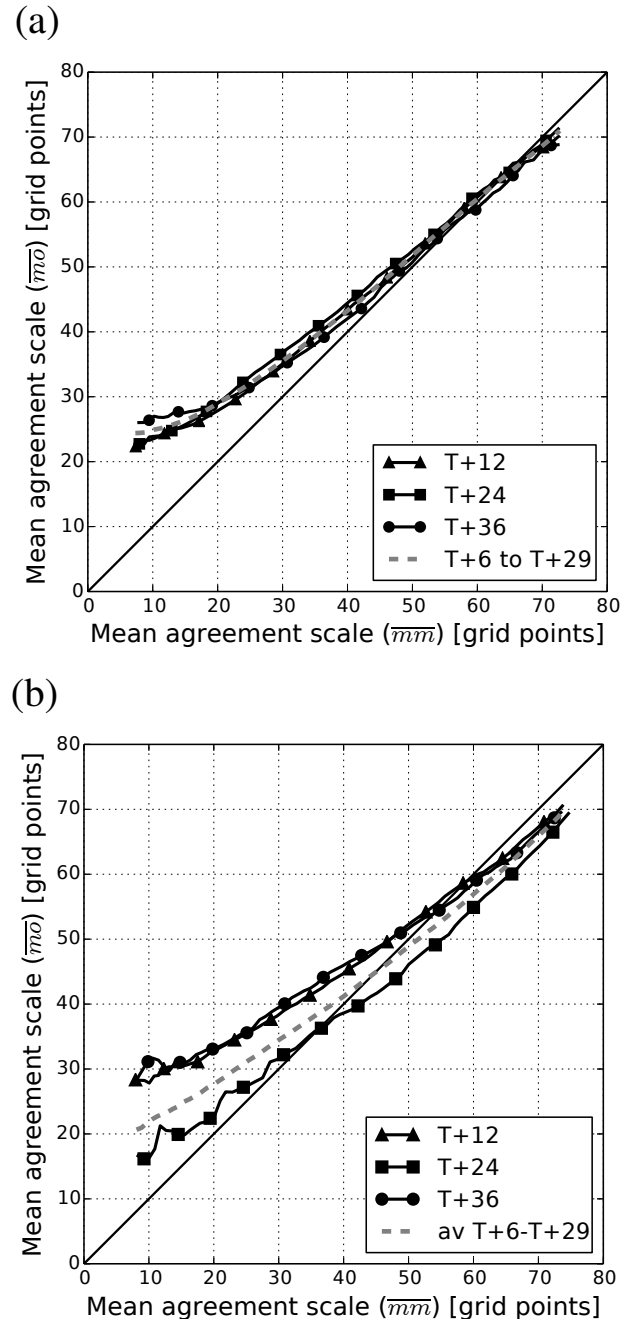 (a)
80
70
60
50
40
30
20
10
0
Mean agreement scale (mo) [grid points]
T+12
T+24
T+36
T+6 to T+29
0 10 20 30 40 50 60 70 80
Mean agreement scale (mm) [grid points]
(b)
80
70
60
50
40
30
20
10
0
Mean agreement scale (mo) [grid points]
T+12
T+24
T+36
av T+6-T+29
0 10 20 30 40 50 60 70 80
Mean agreement scale (mm) [grid points]